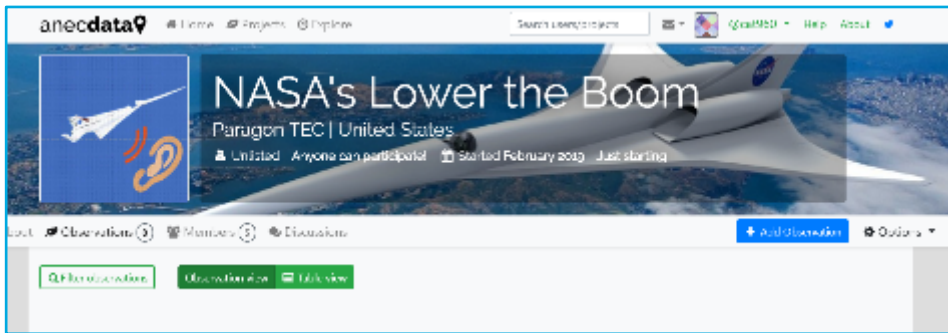 anecdata Home Projects Explore Search users/projects Help About
NASA's Lower the Boom
Paragon TEC | United States
Unlisted Anyone can participate! Started February 2019 Just starting
Observations Members Discussions Add Observation Options
Filter observations Observation view Table view